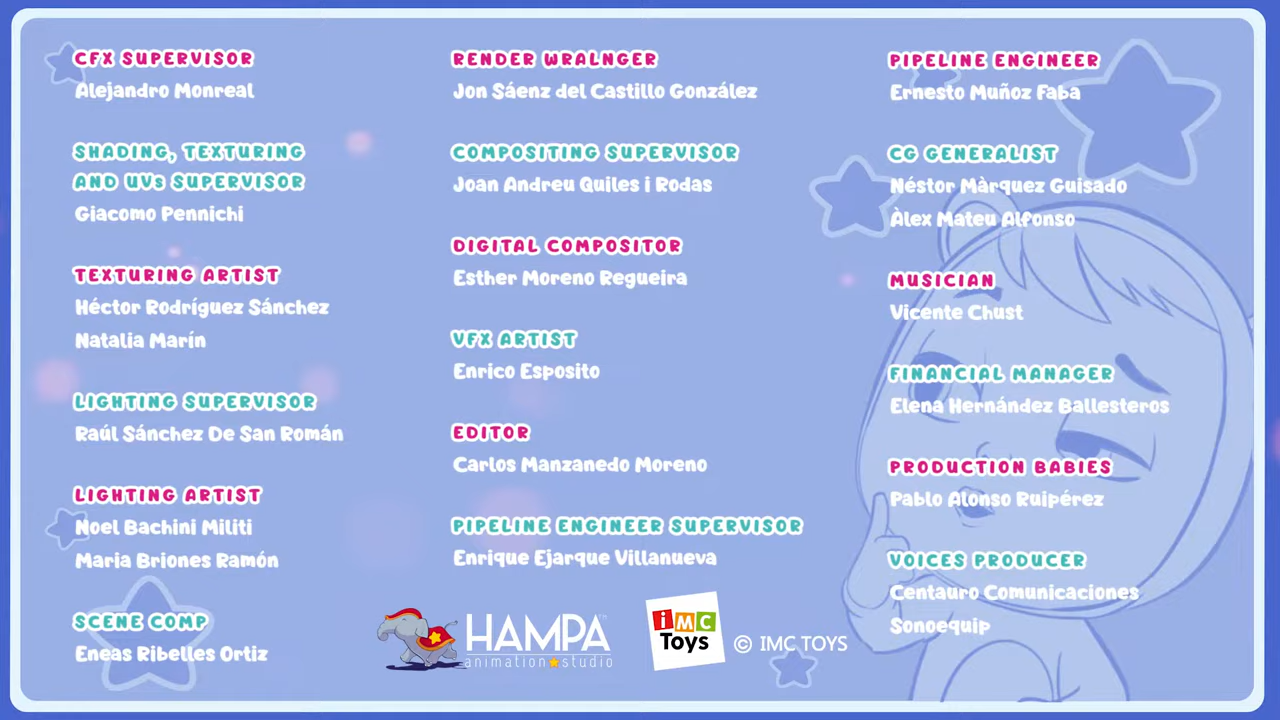 CFX SUPERVISOR
Alejandro Monreal
SHADING, TEXTURING
AND UVs SUPERVISOR
Giacomo Pennichi
TEXTURING ARTIST
Héctor Rodríguez Sánchez
Natalia Marín
LIGHTING SUPERVISOR
Raúl Sánchez De San Román
LIGHTING ARTIST
Noel Bachini Militi
Maria Briones Ramón
SCENE COMP
Eneas Ribelles Ortiz
RENDER WRALNGER
Jon Sáenz del Castillo González
COMPOSITING SUPERVISOR
Joan Andreu Quiles i Rodas
DIGITAL COMPOSITOR
Esther Moreno Regueira
VFX ARTIST
Enrico Esposito
EDITOR
Carlos Manzanedo Moreno
PIPELINE ENGINEER SUPERVISOR
Enrique Ejarque Villanueva
PIPELINE ENGINEER
Ernesto Muñoz Faba
CG GENERALIST
Néstor Màrquez Guisado
Àlex Mateu Alfonso
MUSICIAN
Vicente Chust
FINANCIAL MANAGER
Elena Hernández Ballesteros
PRODUCTION BABIES
Pablo Alonso Ruipérez
VOICES PRODUCER
Centauro Comunicaciones
Sonoequip
HAMPA™
animation studio
iMC
Toys
© IMC TOYS